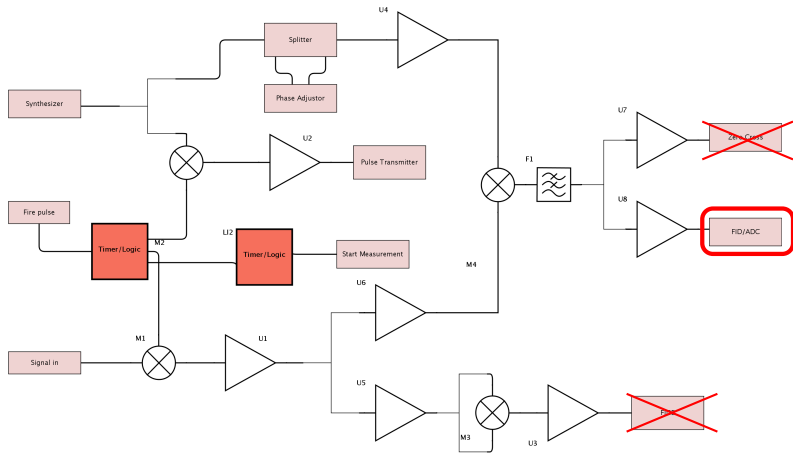 U4
Splitter
Synthesizer
Phase Adjustor
U7
Zero Cross
U2
Pulse Transmitter
F1
U8
Fire pulse
FID/ADC
LI2
M2
Timer/Logic
Timer/Logic
Start Measurement
M4
U6
M1
U1
Signal in
U5
M3
U3